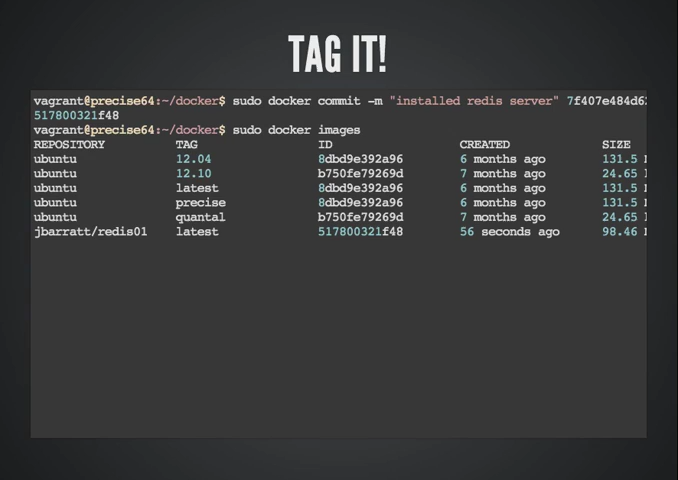 TAG IT!
vagrant@precise64:~/docker$ sudo docker commit -m "installed redis server" 7f407e484d6
517800321f48
vagrant@precise64:~/docker$ sudo docker images
REPOSITORY TAG ID CREATED SIZE
ubuntu 12.04 8dbd9e392a96 6 months ago 131.5
ubuntu 12.10 b750fe79269d 7 months ago 24.65
ubuntu latest 8dbd9e392a96 6 months ago 131.5
ubuntu precise 8dbd9e392a96 6 months ago 131.5
ubuntu quantal b750fe79269d 7 months ago 24.65
jbarratt/redis01 latest 517800321f48 56 seconds ago 98.46